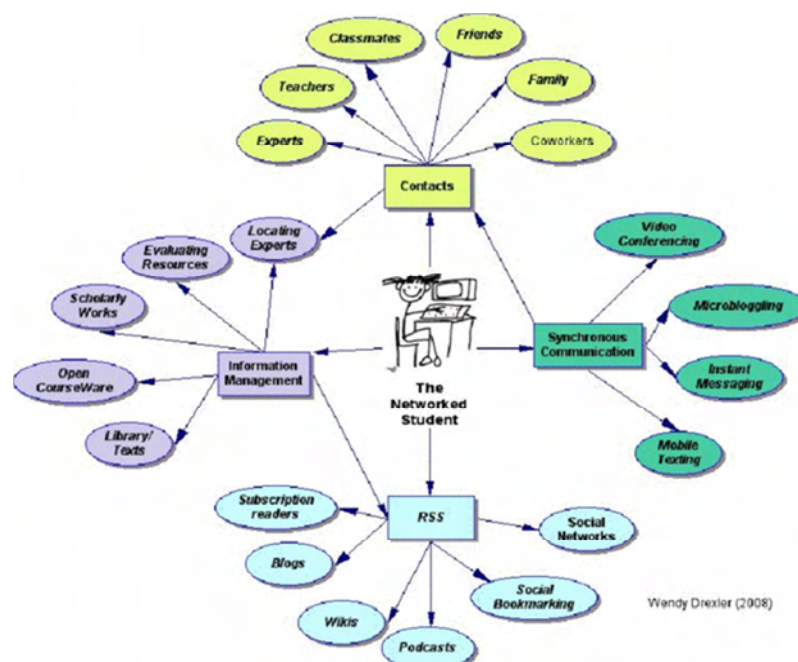 Classmates
Friends
Teachers
Family
Experts
Coworkers
Contacts
Locating
Experts
Evaluating
Resources
Scholarly
Works
Open
CourseWare
Library/
Texts
Information
Management
Video
Conferencing
Microbloggling
Synchronous
Communication
Instant
Messaging
Mobile
Texting
The
Networked
Student
Subscription
readers
RSS
Social
Networks
Blogs
Wikis
Podcasts
Social
Bookmarking
Wendy Drexler (2008)